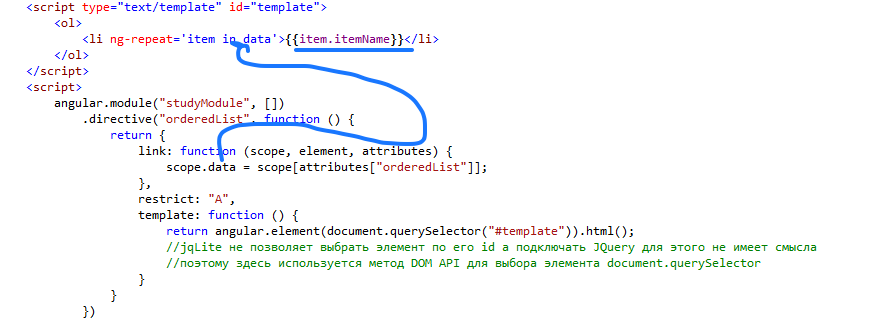 <script type="text/template" id="template">
<ol>
<li ng-repeat='item in data'>{{item.itemName}}</li>
</ol>
</script>
<script>
angular.module("studyModule", [])
.directive("orderedList", function () {
return {
link: function (scope, element, attributes) {
scope.data = scope[attributes["orderedList"]];
},
restrict: "A",
template: function () {
return angular.element(document.querySelector("#template")).html();
//jqLite не позволяет выбрать элемент по его id а подключать JQuery для этого не имеет смысла
//поэтому здесь используется метод DOM API для выбора элемента document.querySelector
}
}
})